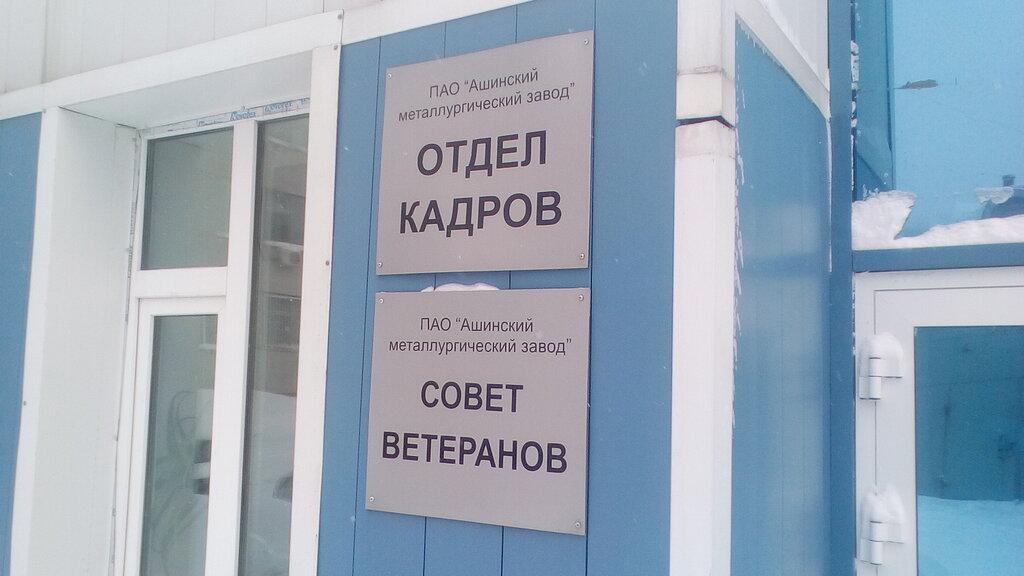 ПАО "Ашинский
металлургический завод"
ОТДЕЛ
КАДРОВ
ПАО "Ашинский
металлургический завод"
СОВЕТ
ВЕТЕРАНОВ